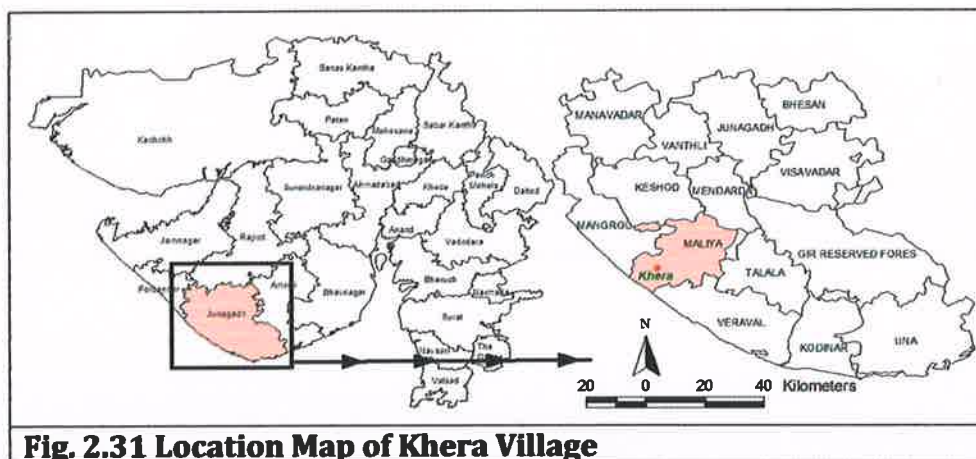 Banas Kantha
Patan
Mahesana
Sabar Kantha
Kachchh
Gandhinagar
Surendranagar
Ahmadabad
Kheda
Panch
Mahals
Dahod
Jamnagar
Rajkot
Anand
Vadodara
Porbandar
Amreli
Bhavnagar
Bharuch
Narmada
Junagadh
Surat
Navsari
The
Valsad
MANAVADAR
VANTHLI
JUNAGADH
BHESAN
VISAVADAR
KESHOD
MENDARDA
MANGROL
MALIYA
GIR RESERVED FORES
Khera
TALALA
VERAVAL
KODINAR
UNA
N
20 0 20 40 Kilometers
Fig. 2.31 Location Map of Khera Village